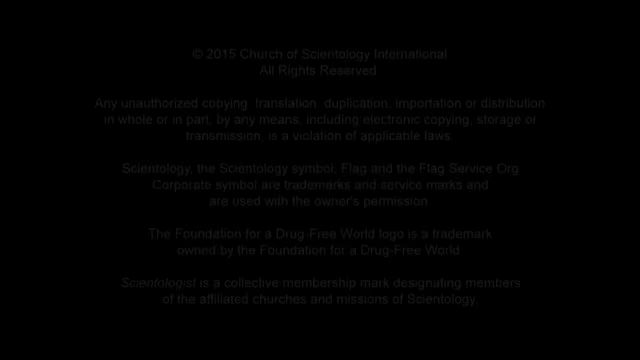 © 2015 Church of Scientology International
All Rights Reserved
Any unauthorized copying, translation, duplication, importation or distribution
in whole or in part, by any means, including electronic copying, storage or
transmission, is a violation of applicable laws.
Scientology, the Scientology symbol, Flag and the Flag Service Org
Corporate symbol are trademarks and service marks and
are used with the owner's permission.
The Foundation for a Drug-Free World logo is a trademark
owned by the Foundation for a Drug-Free World.
Scientologist is a collective membership mark designating members
of the affiliated churches and missions of Scientology.